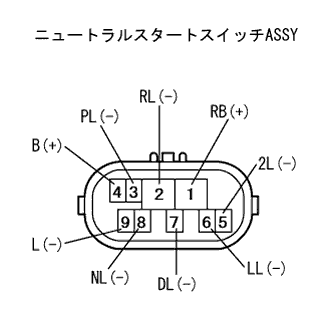 ニュートラルスタートスイッチASSY
RL(-)
PL(-)
RB(+)
B(+)
2L(-)
4 3 2 1
9 8 7 6 5
L(-)
NL(-)
DL(-)
LL(-)